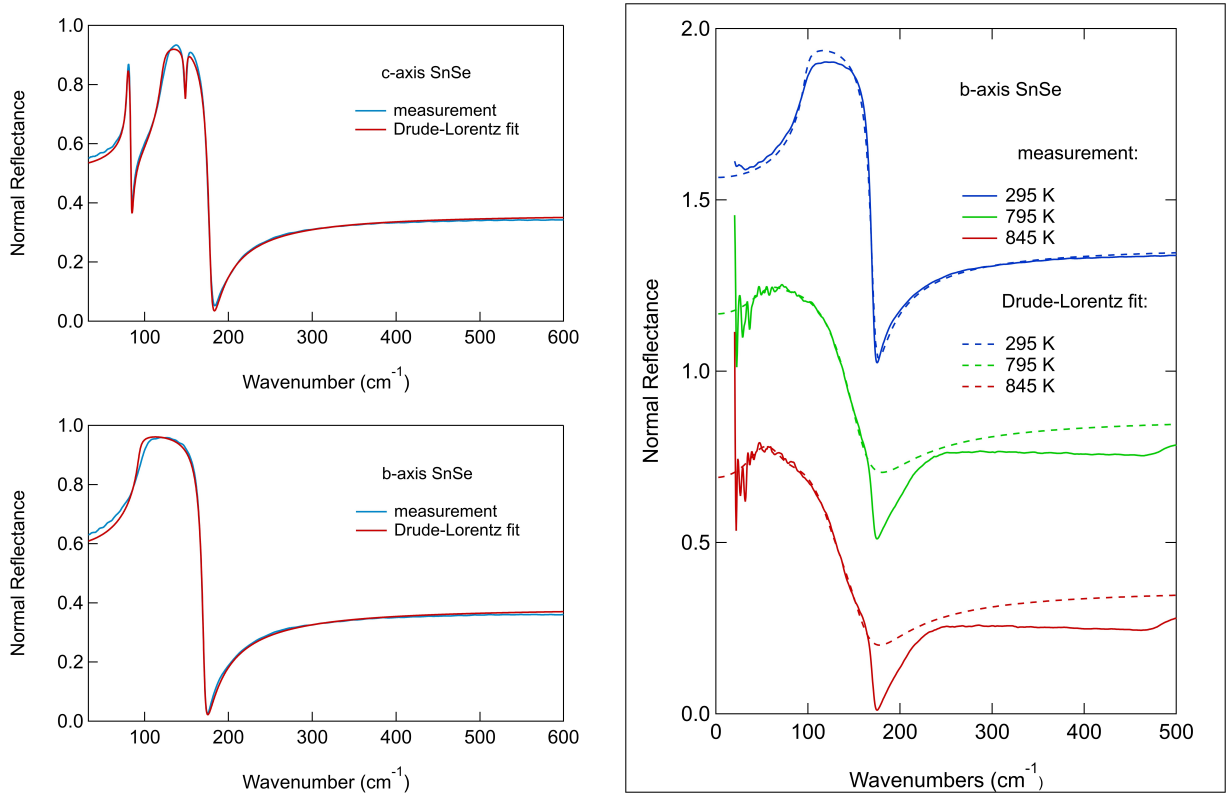 1.0
0.8
0.6
0.4
0.2
0.0
Normal Reflectance
c-axis SnSe
measurement
Drude-Lorentz fit
100 200 300 400 500 600
Wavenumber (cm-1)
1.0
0.8
0.6
0.4
0.2
0.0
Normal Reflectance
b-axis SnSe
measurement
Drude-Lorentz fit
100 200 300 400 500 600
Wavenumber (cm-1)
2.0
1.5
1.0
0.5
0.0
Normal Reflectance
b-axis SnSe
measurement:
295 K
795 K
845 K
Drude-Lorentz fit:
295 K
795 K
845 K
0 100 200 300 400 500
Wavenumbers (cm-1)